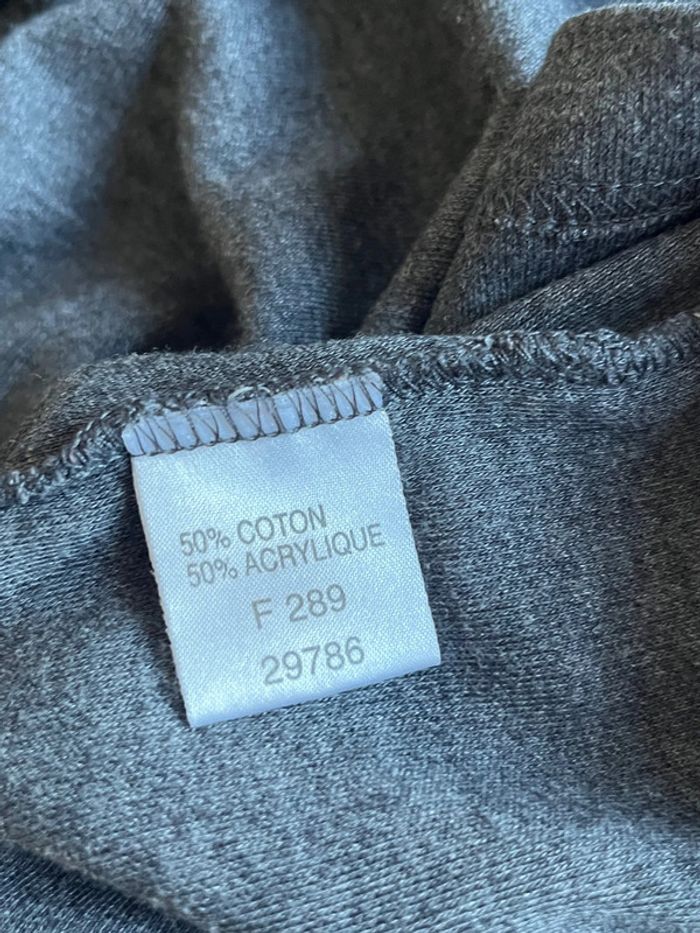 50% COTON
50% ACRYLIQUE
F 289
29786